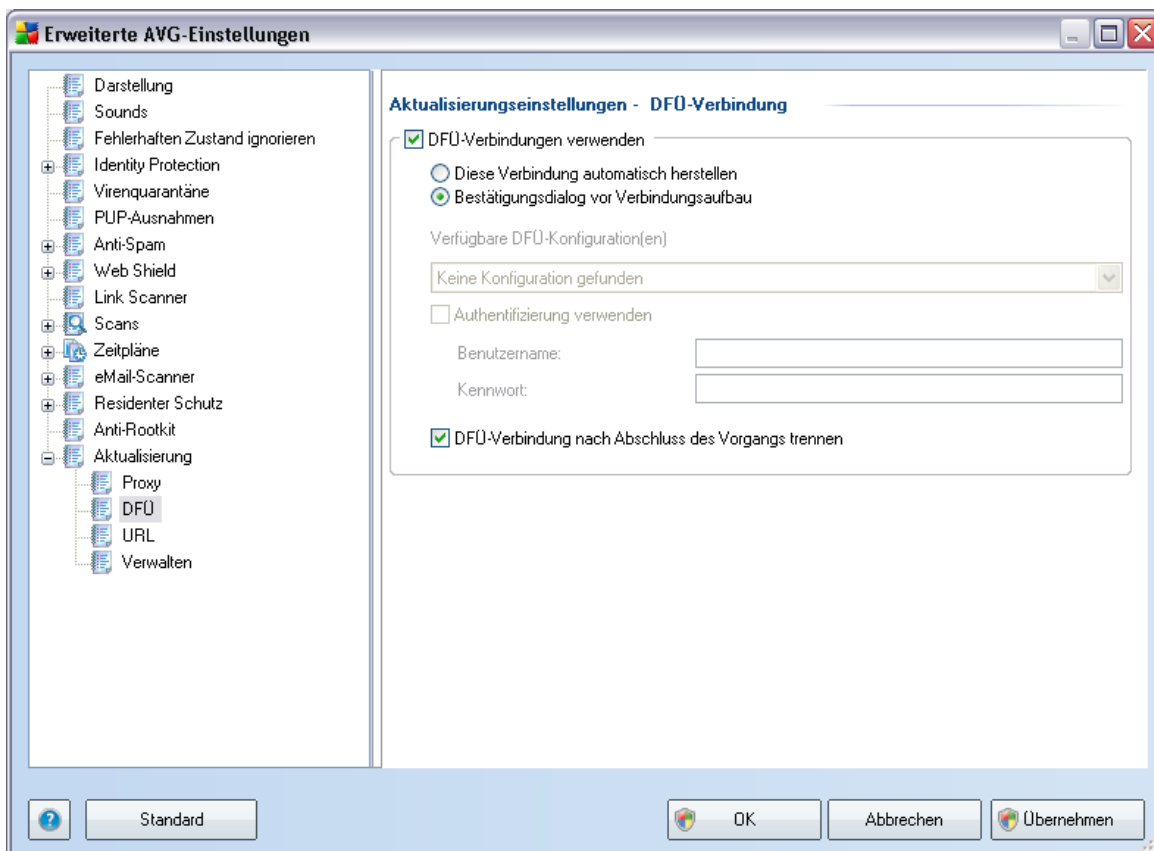 Erweiterte AVG-Einstellungen
Darstellung
Sounds
Fehlerhaften Zustand ignorieren
Identity Protection
Virenquarantäne
PUP-Ausnahmen
Anti-Spam
Web Shield
Link Scanner
Scans
Zeitpläne
eMail-Scanner
Residenter Schutz
Anti-Rootkit
Aktualisierung
Proxy
DFÜ
URL
Verwalten
Aktualisierungseinstellungen - DFÜ-Verbindung
DFÜ-Verbindungen verwenden
Diese Verbindung automatisch herstellen
Bestätigungsdialog vor Verbindungsaufbau
Verfügbare DFÜ-Konfiguration(en)
Keine Konfiguration gefunden
Authentifizierung verwenden
Benutzername:
Kennwort:
DFÜ-Verbindung nach Abschluss des Vorgangs trennen
Standard
OK
Abbrechen
Übernehmen